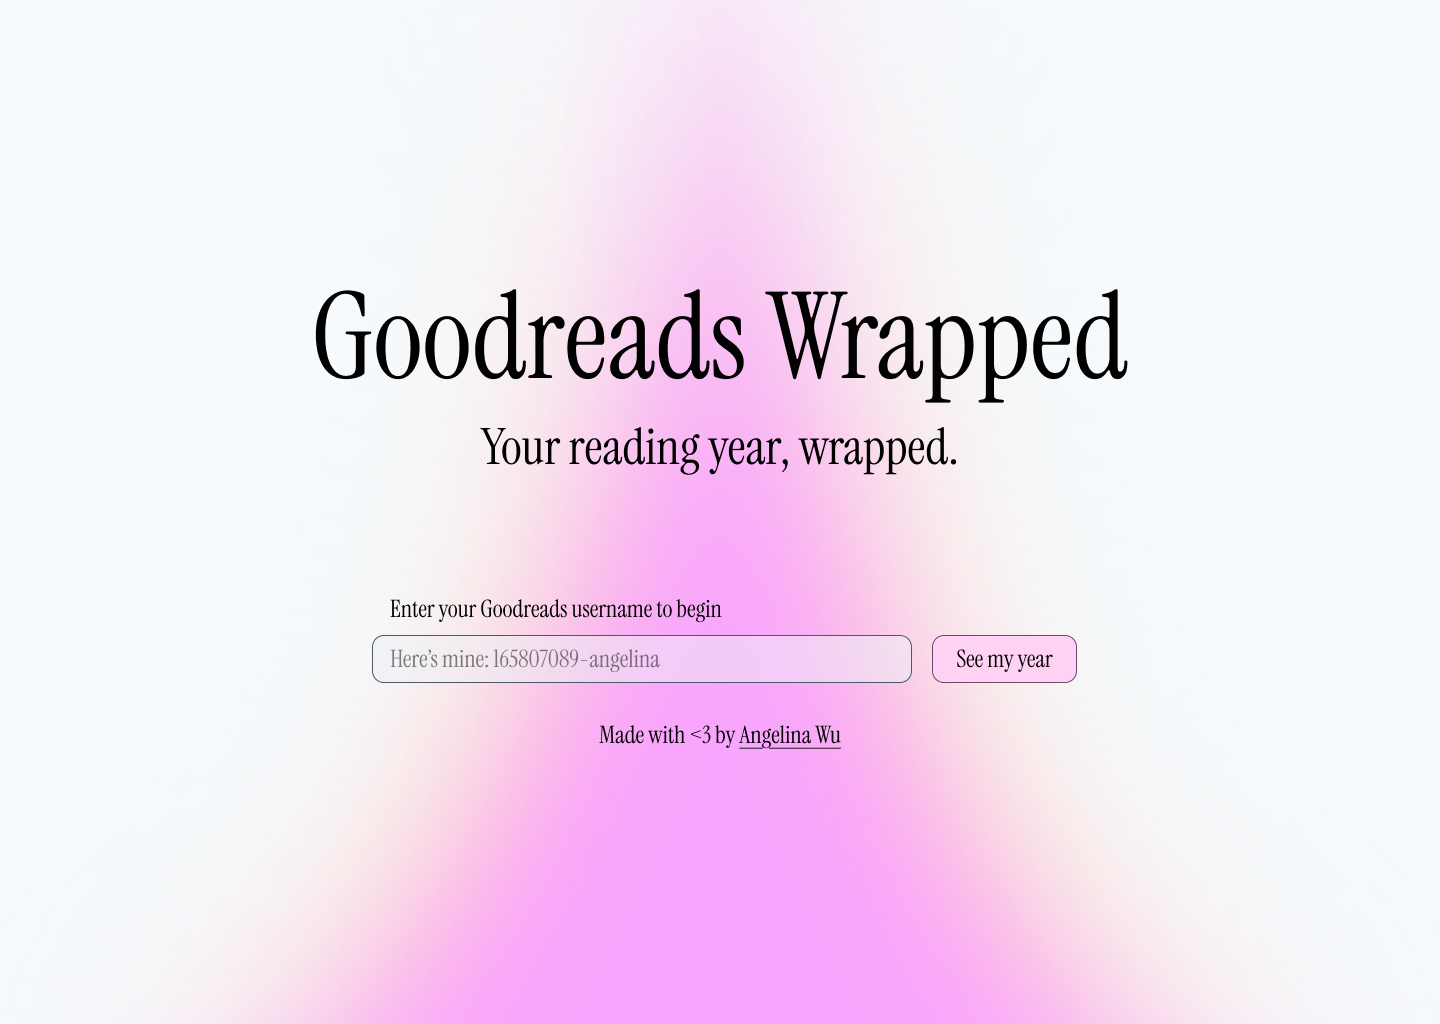 Goodreads Wrapped
Your reading year, wrapped.
Enter your Goodreads username to begin
Here's mine: 165807089-angelina
See my year
Made with <3 by Angelina Wu